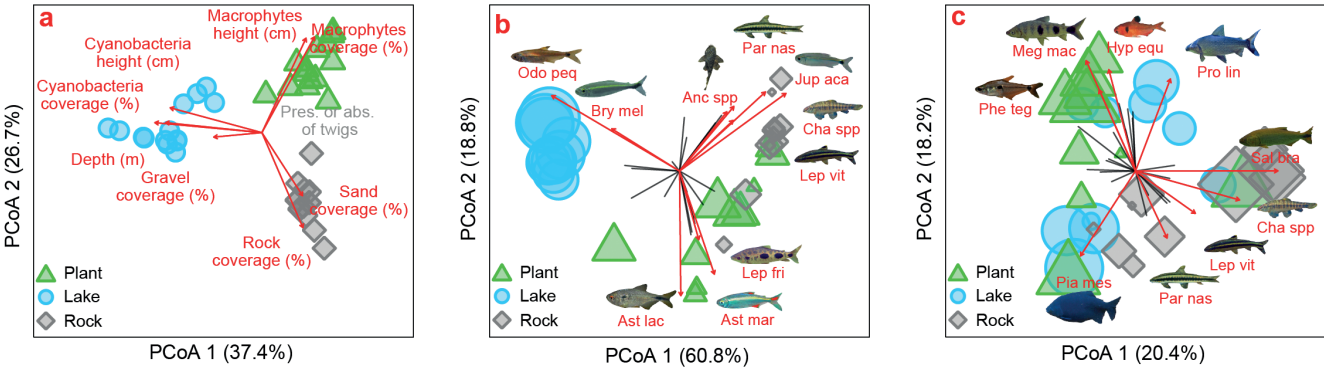 a
Macrophytes
height (cm)
Macrophytes
coverage (%)
Cyanobacteria
height (cm)
Cyanobacteria
coverage (%)
Pres. or abs.
of twigs
Depth (m)
Gravel
coverage (%)
Sand
coverage (%)
Rock
coverage (%)
Plant
Lake
Rock
PCoA 2 (26.7%)
PCoA 1 (37.4%)
b
Par nas
Odo peq
Jup aca
Anc spp
Bry mel
Cha spp
Lep vit
Lep fri
Ast lac
Ast mar
Plant
Lake
Rock
PCoA 2 (18.8%)
PCoA 1 (60.8%)
c
Meg mac
Hyp equ
Pro lin
Phe teg
Sal bra
Cha spp
Lep vit
Par nas
Pia mes
Plant
Lake
Rock
PCoA 2 (18.2%)
PCoA 1 (20.4%)